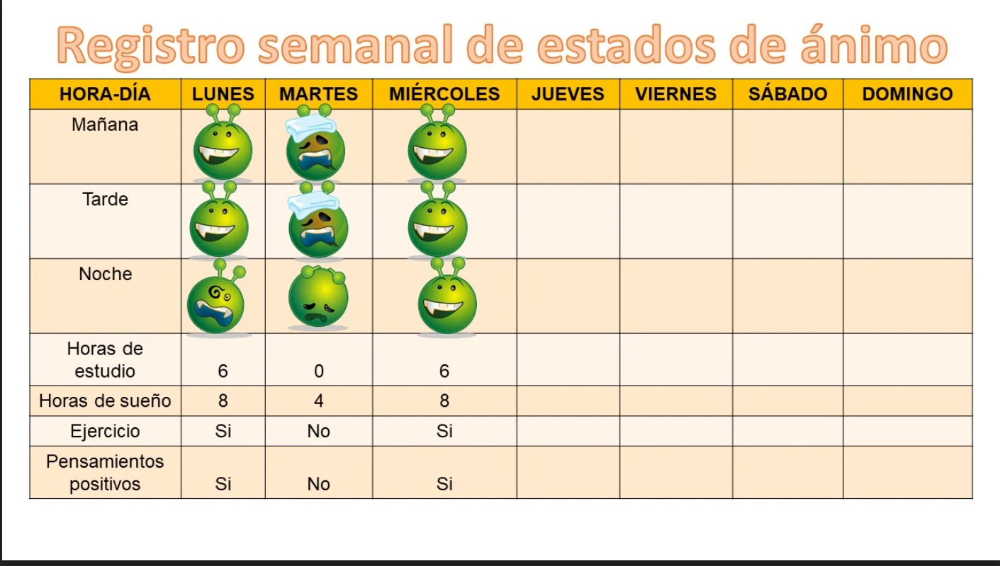 Registro semanal de estados de ánimo
HORA-DÍA LUNES MARTES MIÉRCOLES JUEVES VIERNES SÁBADO DOMINGO
Mañana
Tarde
Noche
Horas de
estudio 6 0 6
Horas de sueño 8 4 8
Ejercicio Si No Si
Pensamientos
positivos Si No Si